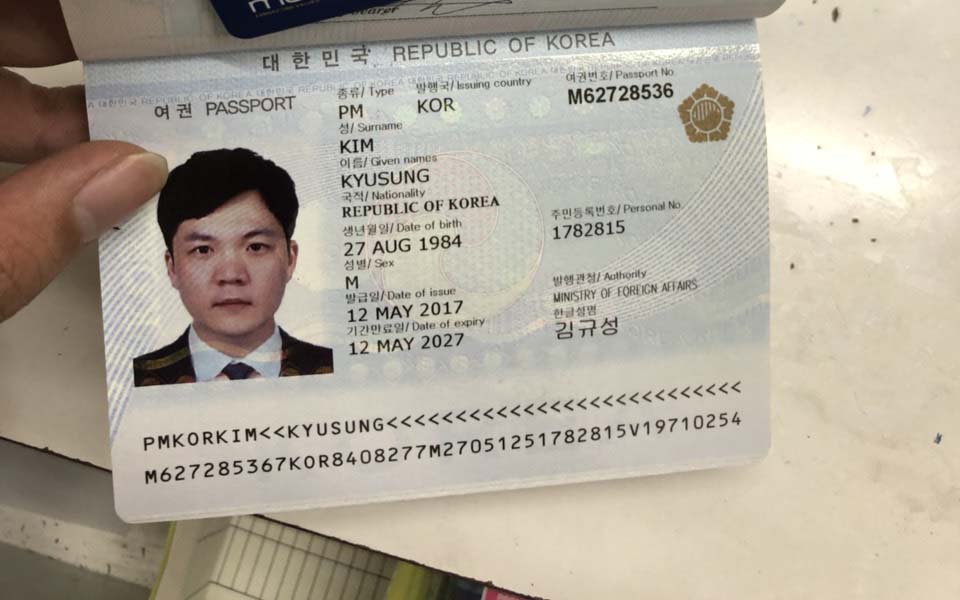 대한민국 REPUBLIC OF KOREA
여권 PASSPORT
종류/ Type 발행국/ Issuing country 여권번호/ Passport No.
PM KOR M62728536
성/ Surname
KIM
이름/ Given names
KYUSUNG
국적/ Nationality
REPUBLIC OF KOREA
생년월일/ Date of birth 주민등록번호/ Personal No.
27 AUG 1984 1782815
성별/ Sex
M
발급일/ Date of issue 발행관청/ Authority
12 MAY 2017 MINISTRY OF FOREIGN AFFAIRS
기간만료일/ Date of expiry 한글성명
12 MAY 2027 김규성
PMKORKIM<<KYUSUNG<<<<<<<<<<<<<<<<<<<<<<<<<<<
M627285367KOR8408277M27051251782815V19710254